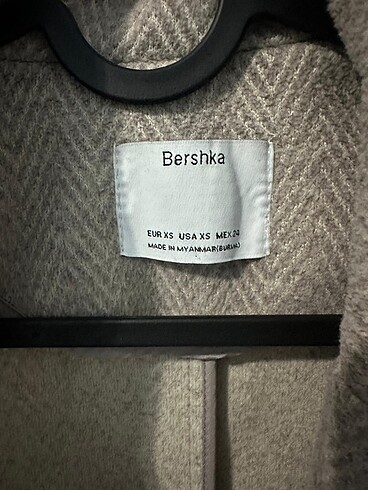 Bershka
EUR XS USA XS MEX 24
MADE IN MYANMAR(BURMA)